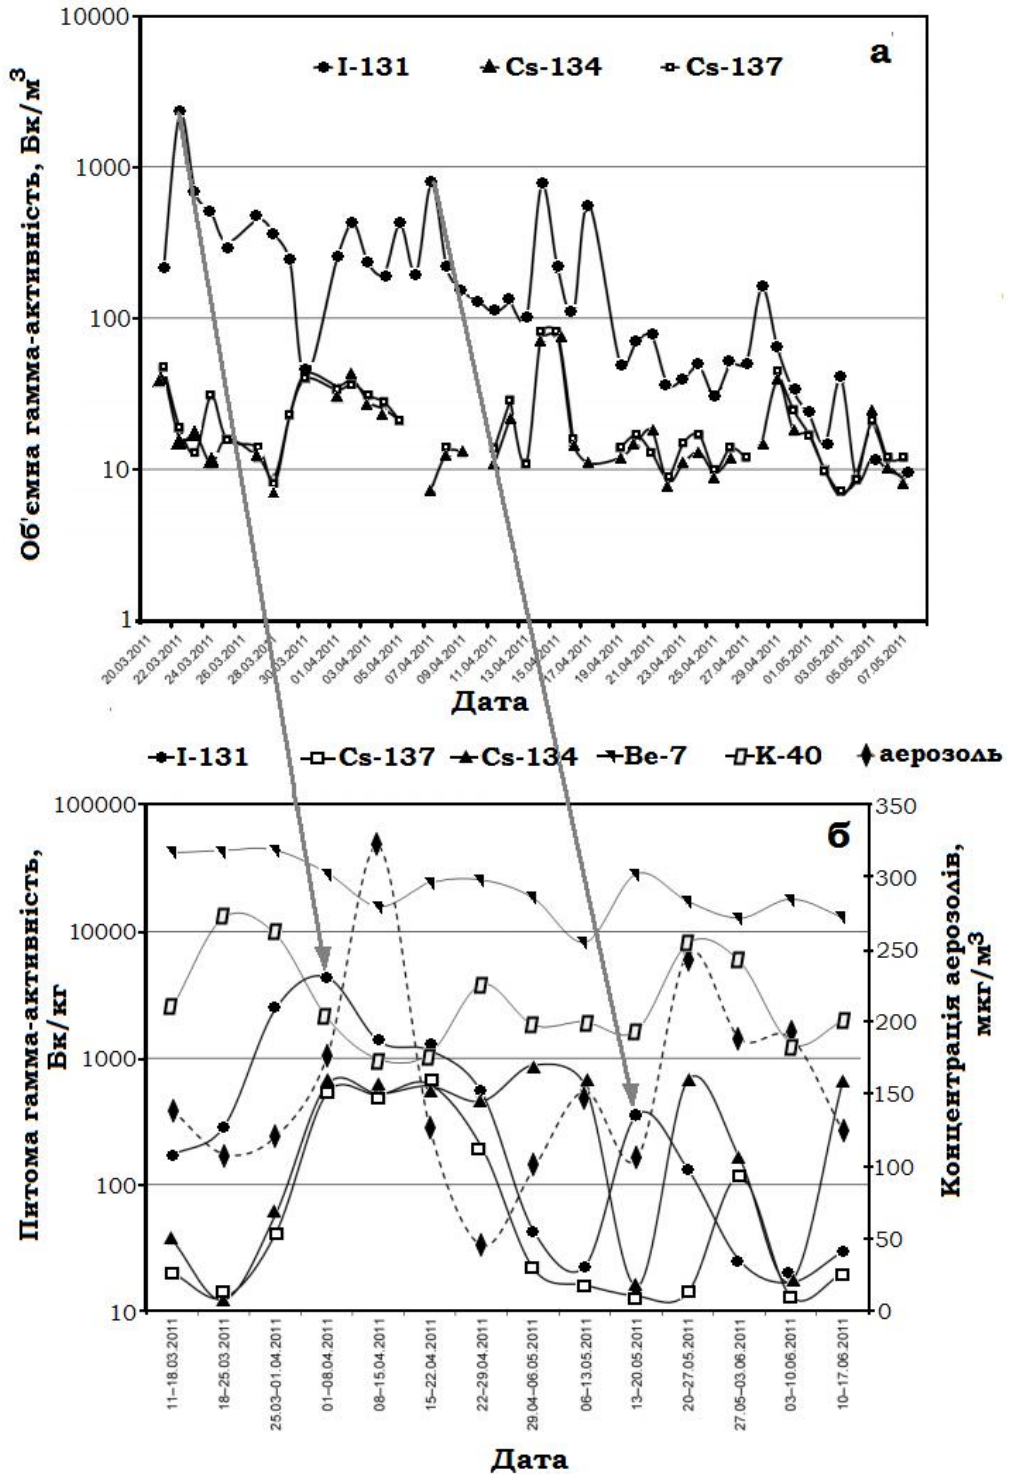 10000
а
I-131 Cs-134 Cs-137
1000
100
10
1
Об'ємна гамма-активність, Бк/м³
20.03.2011 22.03.2011 24.03.2011 26.03.2011 28.03.2011 30.03.2011 01.04.2011 03.04.2011 05.04.2011 07.04.2011 09.04.2011 11.04.2011 13.04.2011 15.04.2011 17.04.2011 19.04.2011 21.04.2011 23.04.2011 25.04.2011 27.04.2011 29.04.2011 01.05.2011 03.05.2011 05.05.2011 07.05.2011
Дата
I-131 Cs-137 Cs-134 Be-7 K-40 аерозоль
б
100000
10000
1000
100
10
Питома гамма-активність,
Бк/кг
350
300
250
200
150
100
50
0
Концентрація аерозолів,
мкг/м³
11–18.03.2011 18–25.03.2011 25.03–01.04.2011 01–08.04.2011 08–15.04.2011 15–22.04.2011 22–29.04.2011 29.04–06.05.2011 06–13.05.2011 13–20.05.2011 20–27.05.2011 27.05–03.06.2011 03–10.06.2011 10–17.06.2011
Дата